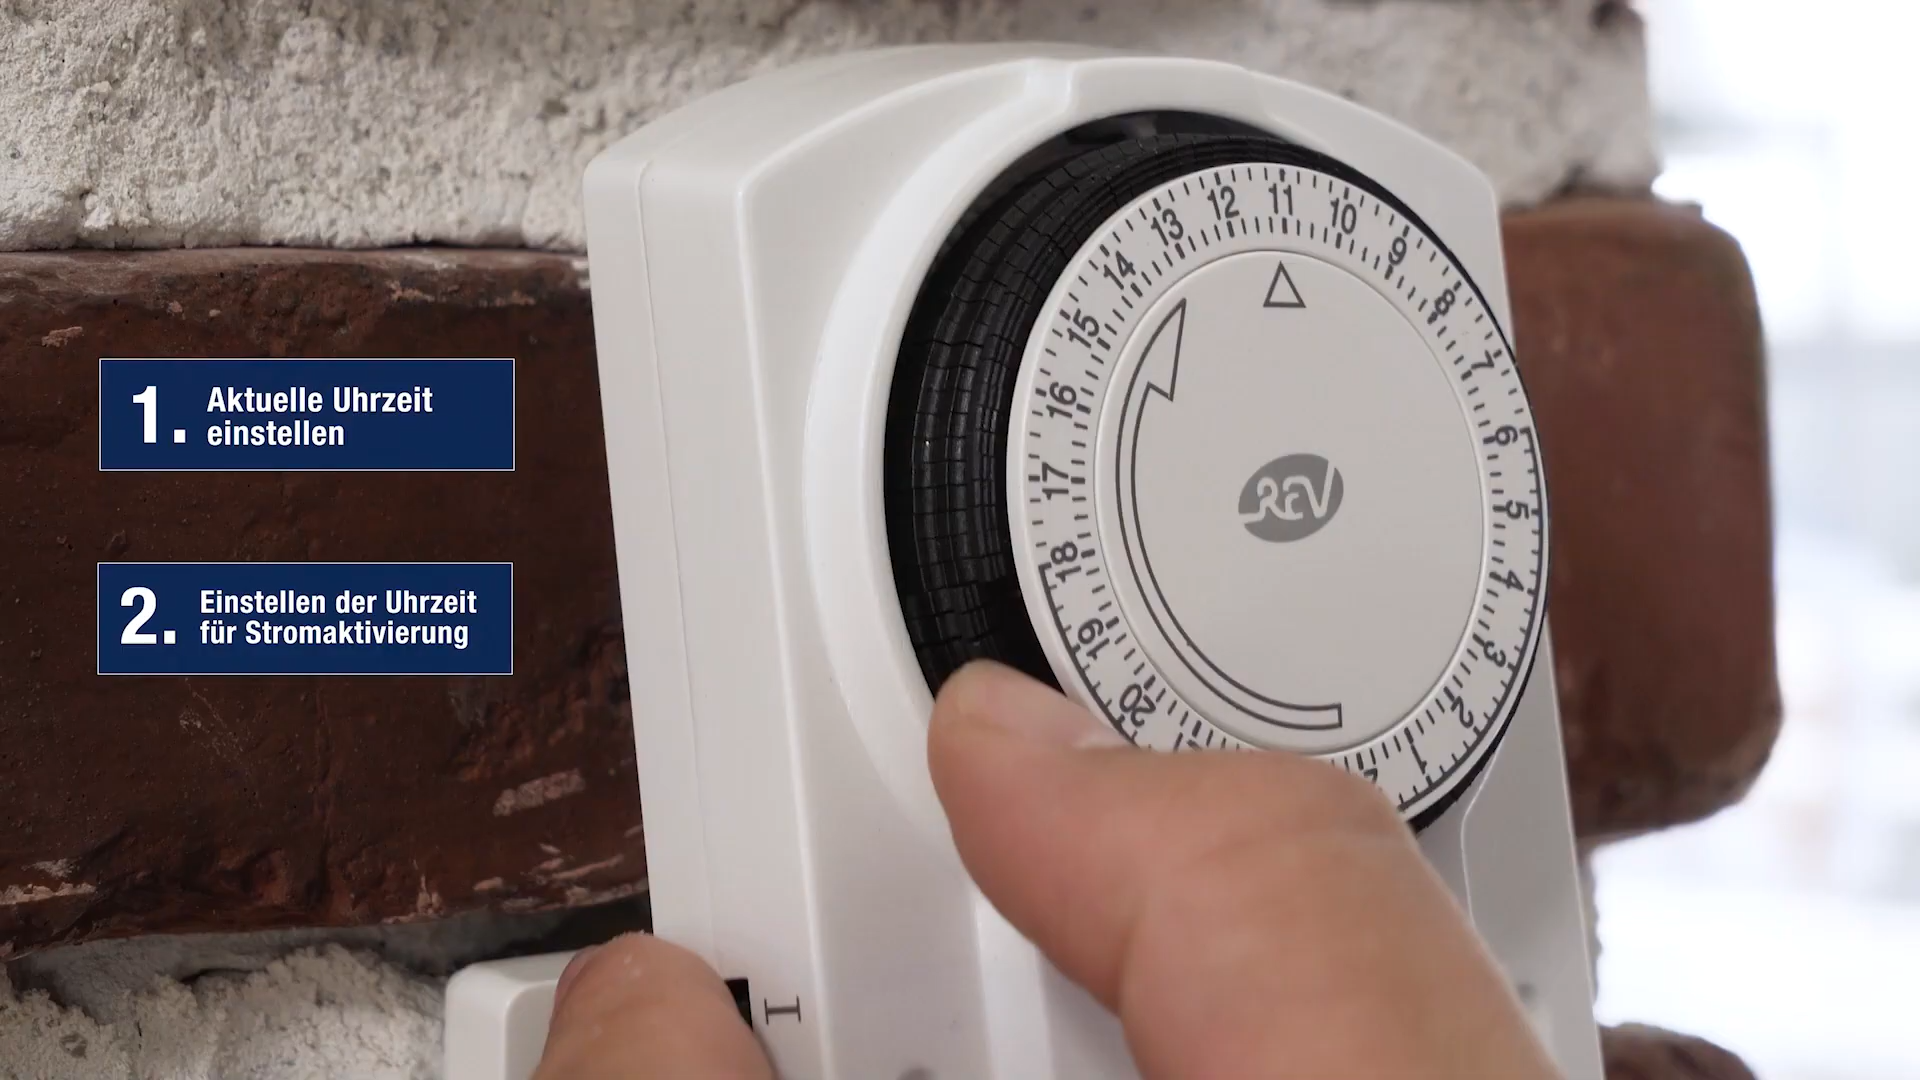 1.
Aktuelle Uhrzeit
einstellen
2.
Einstellen der Uhrzeit
für Stromaktivierung
12 11 10 9 8 7 6 5 4 3 2 1
13 14 15 16 17 18 19 20
REV
I